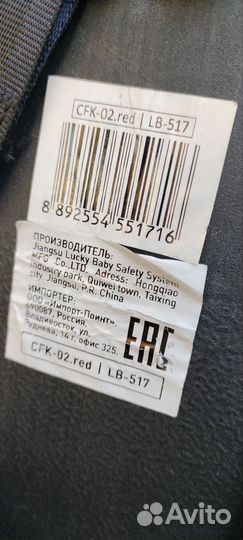 CFK-02.red | LB-517
8 892554 551716
ПРОИЗВОДИТЕЛЬ:
Jiangsu Lucky Baby Safety System
MFG Co.,LTD. Adress: Hongqiao
industry park, Quiwei town, Taixing
City, Jiangsu, P.R. China
ИМПОРТЕР:
ООО «Импорт-Поинт».
690087, Россия,
Владивосток, ул.
Руднева, 14 г, офис 325.
EAC
CFK-02.red | LB-517
Avito